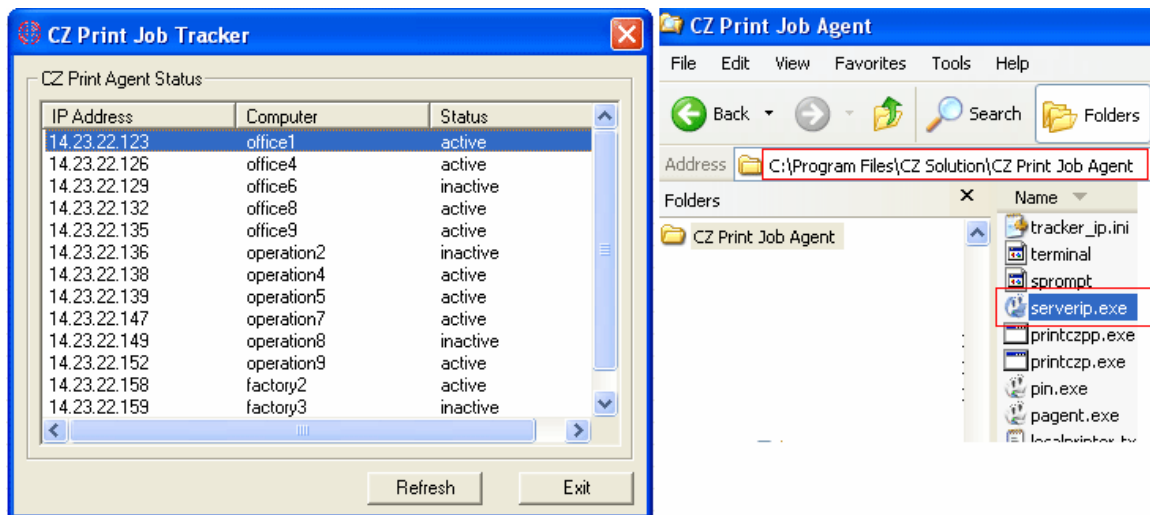 CZ Print Job Tracker
CZ Print Agent Status
IP Address Computer Status
14.23.22.123 office1 active
14.23.22.126 office4 active
14.23.22.129 office6 inactive
14.23.22.132 office8 active
14.23.22.135 office9 active
14.23.22.136 operation2 inactive
14.23.22.138 operation4 active
14.23.22.139 operation5 active
14.23.22.147 operation7 active
14.23.22.149 operation8 inactive
14.23.22.152 operation9 active
14.23.22.158 factory2 active
14.23.22.159 factory3 inactive
Refresh Exit
CZ Print Job Agent
File Edit View Favorites Tools Help
Back Search Folders
Address C:\Program Files\CZ Solution\CZ Print Job Agent
Folders X Name
CZ Print Job Agent
tracker_ip.ini
terminal
sprompt
serverip.exe
printczpp.exe
printczp.exe
pin.exe
pagent.exe